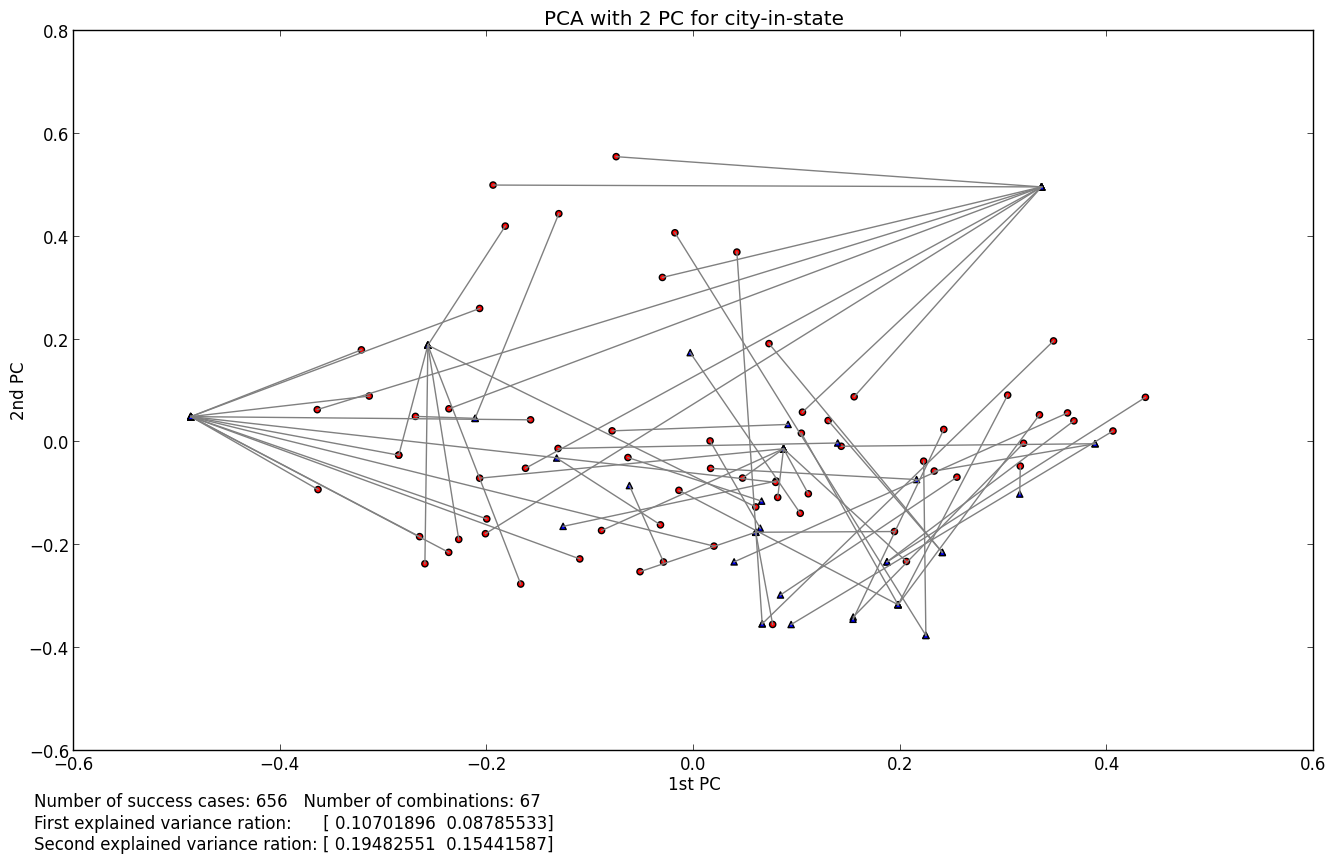 PCA with 2 PC for city-in-state
0.8
0.6
0.4
0.2
0.0
−0.2
−0.4
−0.6
2nd PC
−0.6 −0.4 −0.2 0.0 0.2 0.4 0.6
1st PC
Number of success cases: 656 Number of combinations: 67
First explained variance ration: [ 0.10701896 0.08785533]
Second explained variance ration: [ 0.19482551 0.15441587]